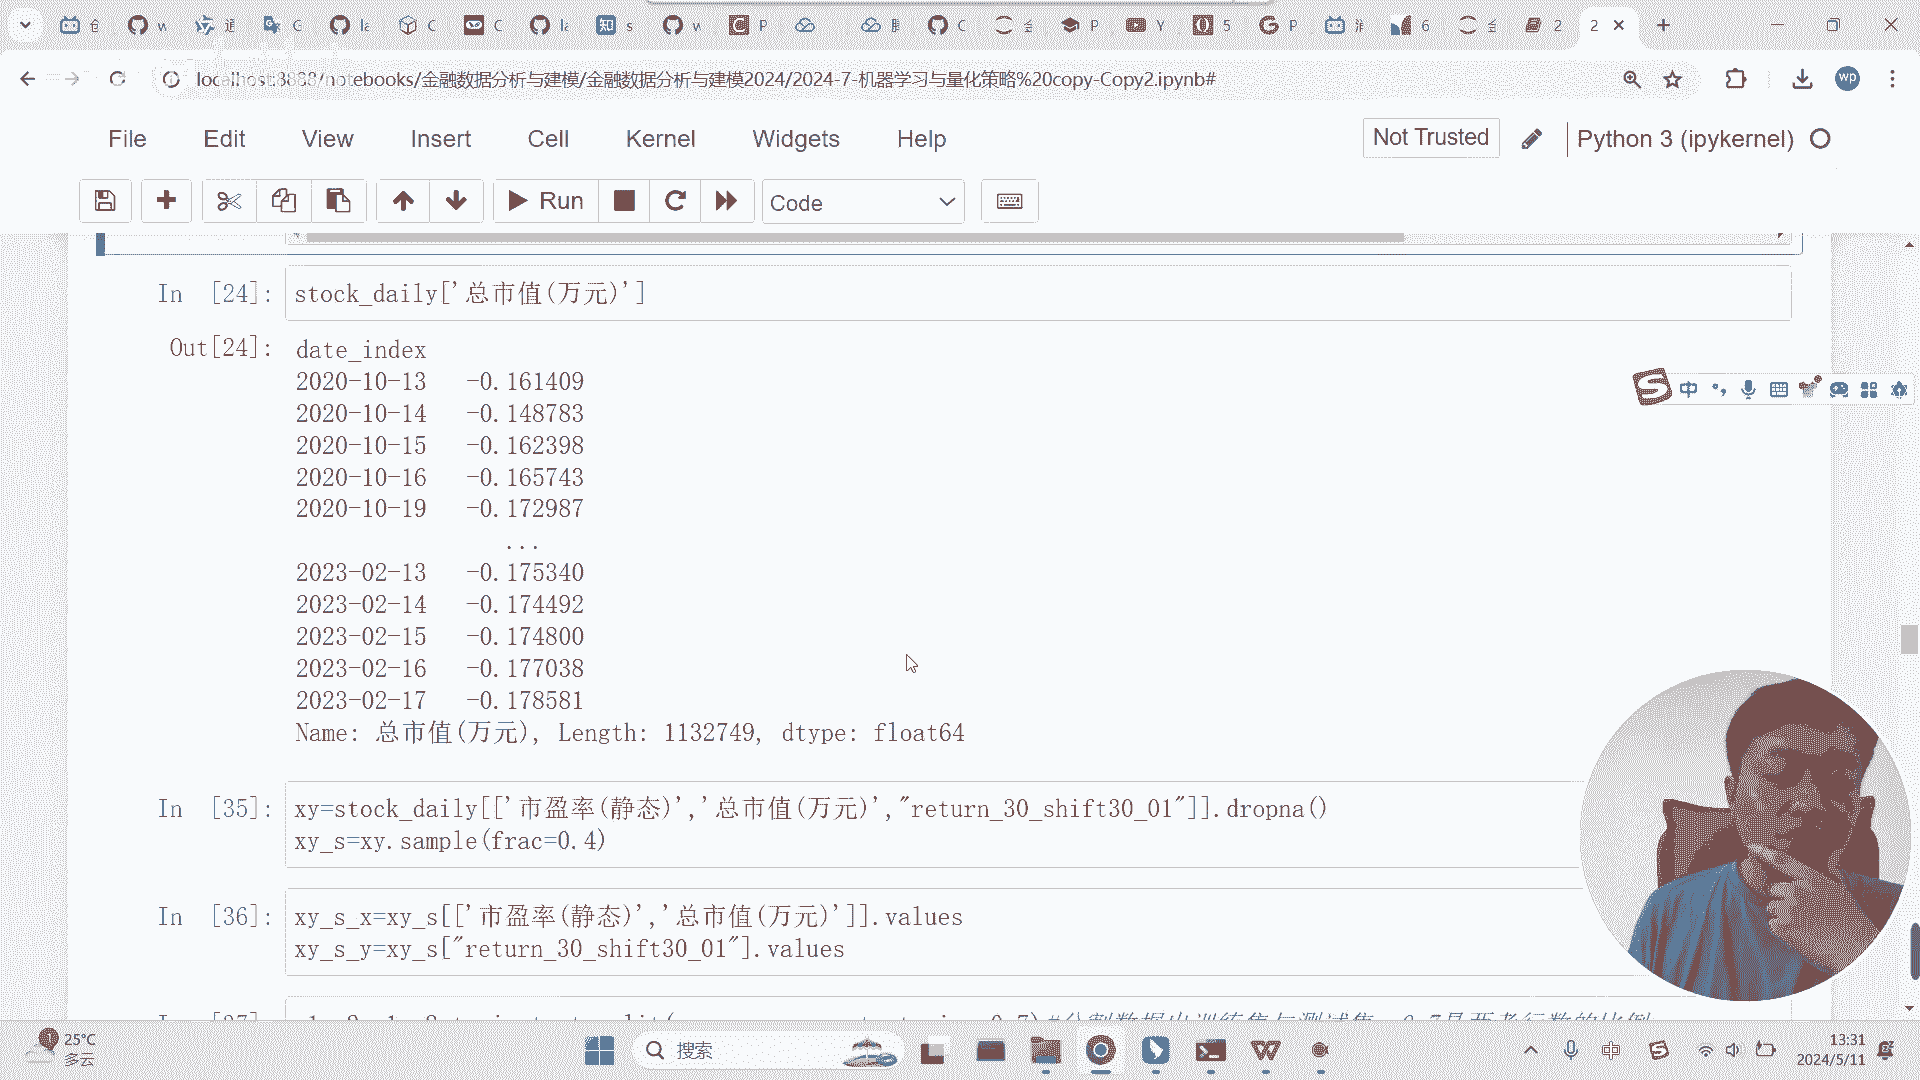 localhost:8888/notebooks/金融数据分析与建模/金融数据分析与建模2024/2024-7-机器学习与量化策略%20copy-Copy2.ipynb#
wp
File Edit View Insert Cell Kernel Widgets Help
Not Trusted
Python 3 (ipykernel)
Run
Code
In [24]:
stock_daily['总市值(万元)']
Out[24]:
date_index
2020-10-13 -0.161409
2020-10-14 -0.148783
2020-10-15 -0.162398
2020-10-16 -0.165743
2020-10-19 -0.172987
...
2023-02-13 -0.175340
2023-02-14 -0.174492
2023-02-15 -0.174800
2023-02-16 -0.177038
2023-02-17 -0.178581
Name: 总市值(万元), Length: 1132749, dtype: float64
In [35]:
xy=stock_daily[['市盈率(静态)','总市值(万元)',"return_30_shift30_01"]].dropna()
xy_s=xy.sample(frac=0.4)
In [36]:
xy_s_x=xy_s[['市盈率(静态)','总市值(万元)']].values
xy_s_y=xy_s["return_30_shift30_01"].values
中
25°C
多云
搜索
中
13:31
2024/5/11